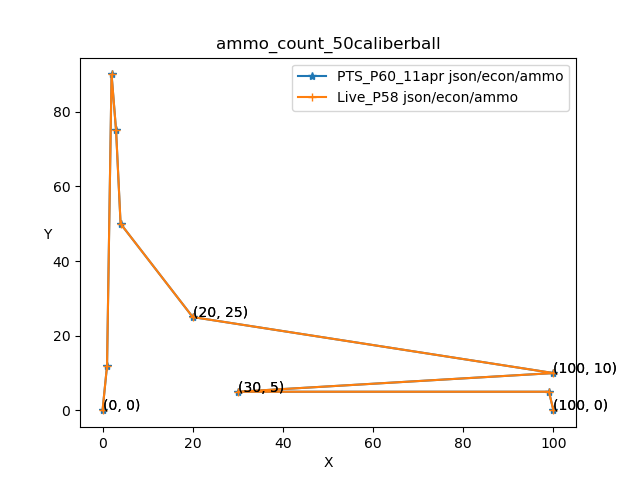 ammo_count_50caliberball
PTS_P60_11apr json/econ/ammo
Live_P58 json/econ/ammo
80
60
Y
40
(20, 25)
20
(100, 10)
(30, 5)
0
(0, 0)
(100, 0)
0 20 40 60 80 100
X